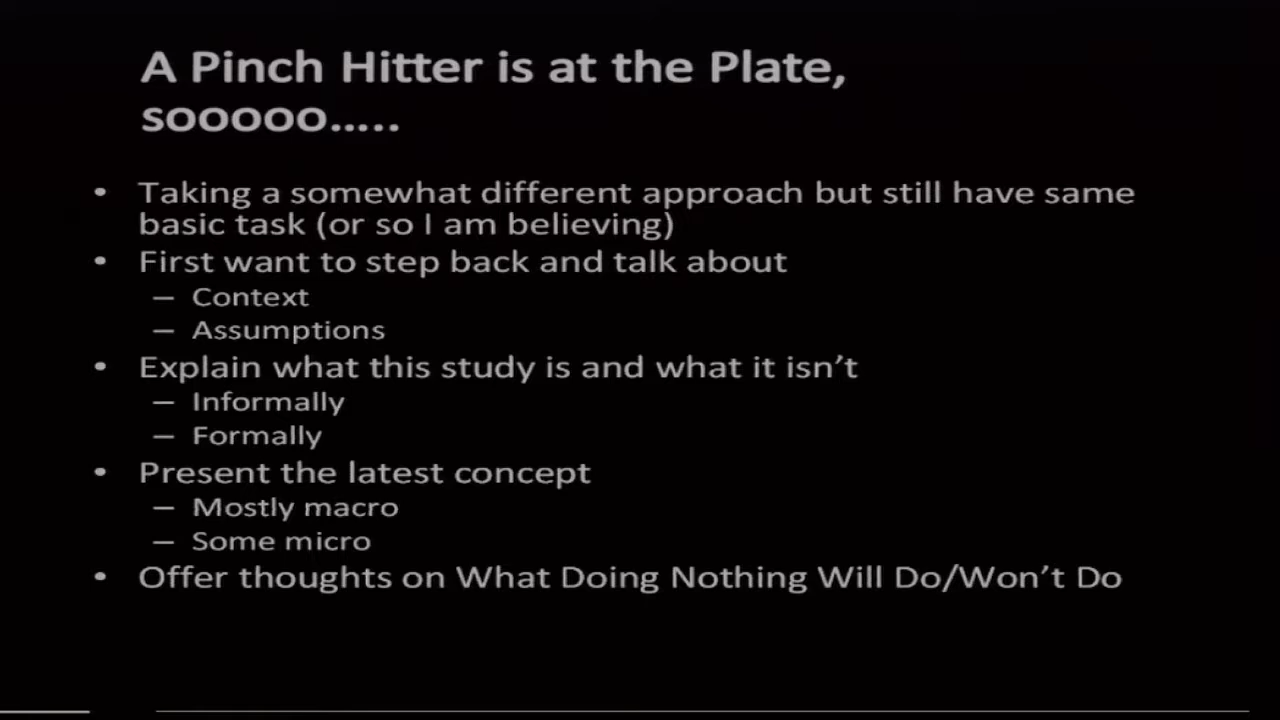 A Pinch Hitter is at the Plate,
sooooo.....
• Taking a somewhat different approach but still have same
basic task (or so I am believing)
• First want to step back and talk about
– Context
– Assumptions
• Explain what this study is and what it isn't
– Informally
– Formally
• Present the latest concept
– Mostly macro
– Some micro
• Offer thoughts on What Doing Nothing Will Do/Won't Do